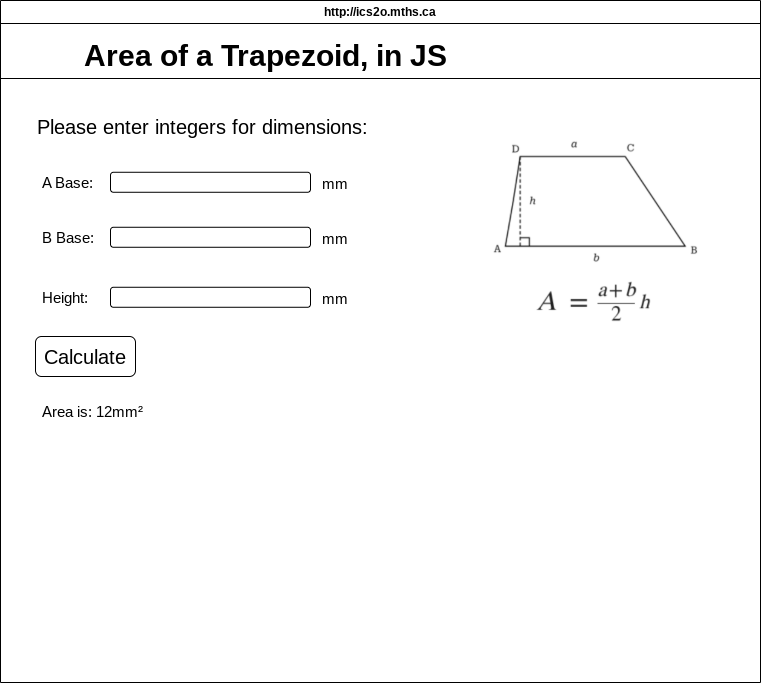 http://ics2o.mths.ca
Area of a Trapezoid, in JS
Please enter integers for dimensions:
A Base: mm
B Base: mm
Height: mm
Calculate
Area is: 12mm²
D a C
h
A b B
A = a+b/2 h